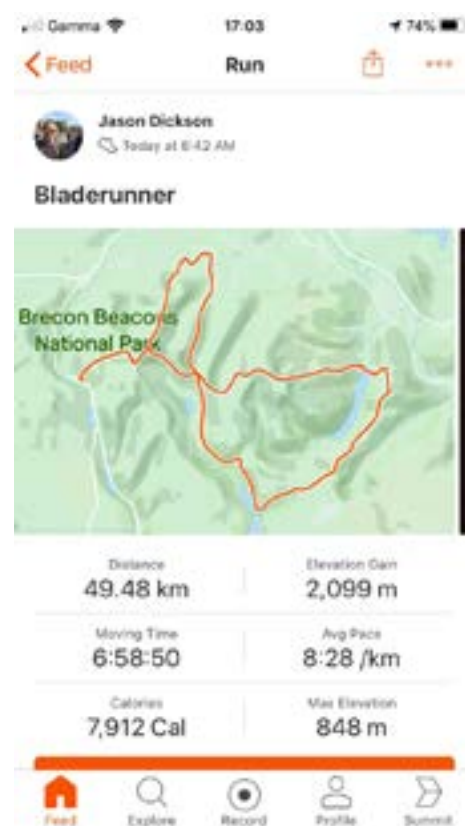 Gamma 17:03 74%
Feed Run
Jason Dickson
Today at 6:42 AM
Bladerunner
Brecon Beacons
National Park
Distance Elevation Gain
49.48 km 2,099 m
Moving Time Avg Pace
6:58:50 8:28 /km
Calories Max Elevation
7,912 Cal 848 m
Feed Explore Record Profile Summit